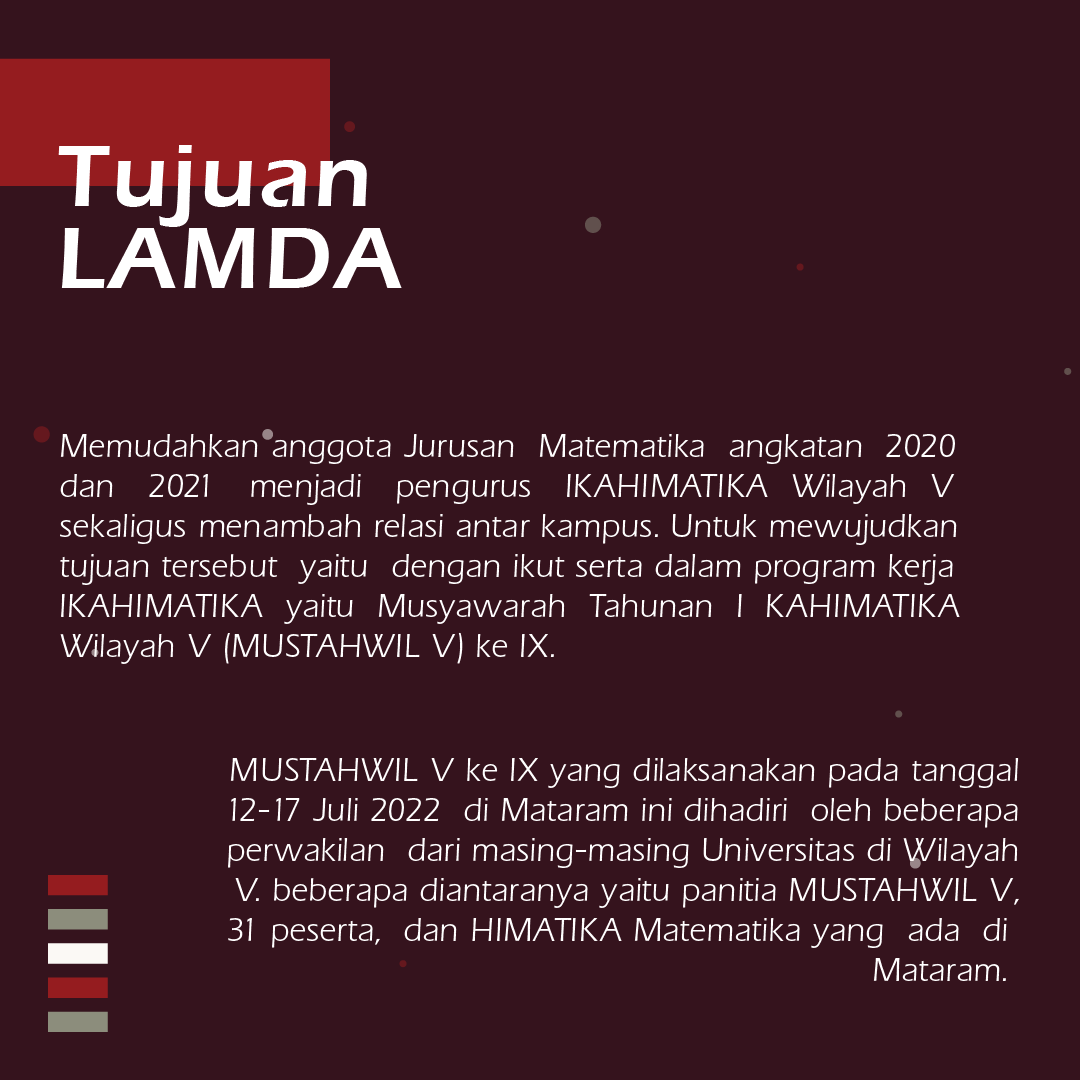 Tujuan
LAMDA
Memudahkan anggota Jurusan Matematika angkatan 2020
dan 2021 menjadi pengurus IKAHIMATIKA Wilayah V
sekaligus menambah relasi antar kampus. Untuk mewujudkan
tujuan tersebut yaitu dengan ikut serta dalam program kerja
IKAHIMATIKA yaitu Musyawarah Tahunan I KAHIMATIKA
Wilayah V (MUSTAHWIL V) ke IX.
MUSTAHWIL V ke IX yang dilaksanakan pada tanggal
12-17 Juli 2022 di Mataram ini dihadiri oleh beberapa
perwakilan dari masing-masing Universitas di Wilayah
V. beberapa diantaranya yaitu panitia MUSTAHWIL V,
31 peserta, dan HIMATIKA Matematika yang ada di
Mataram.